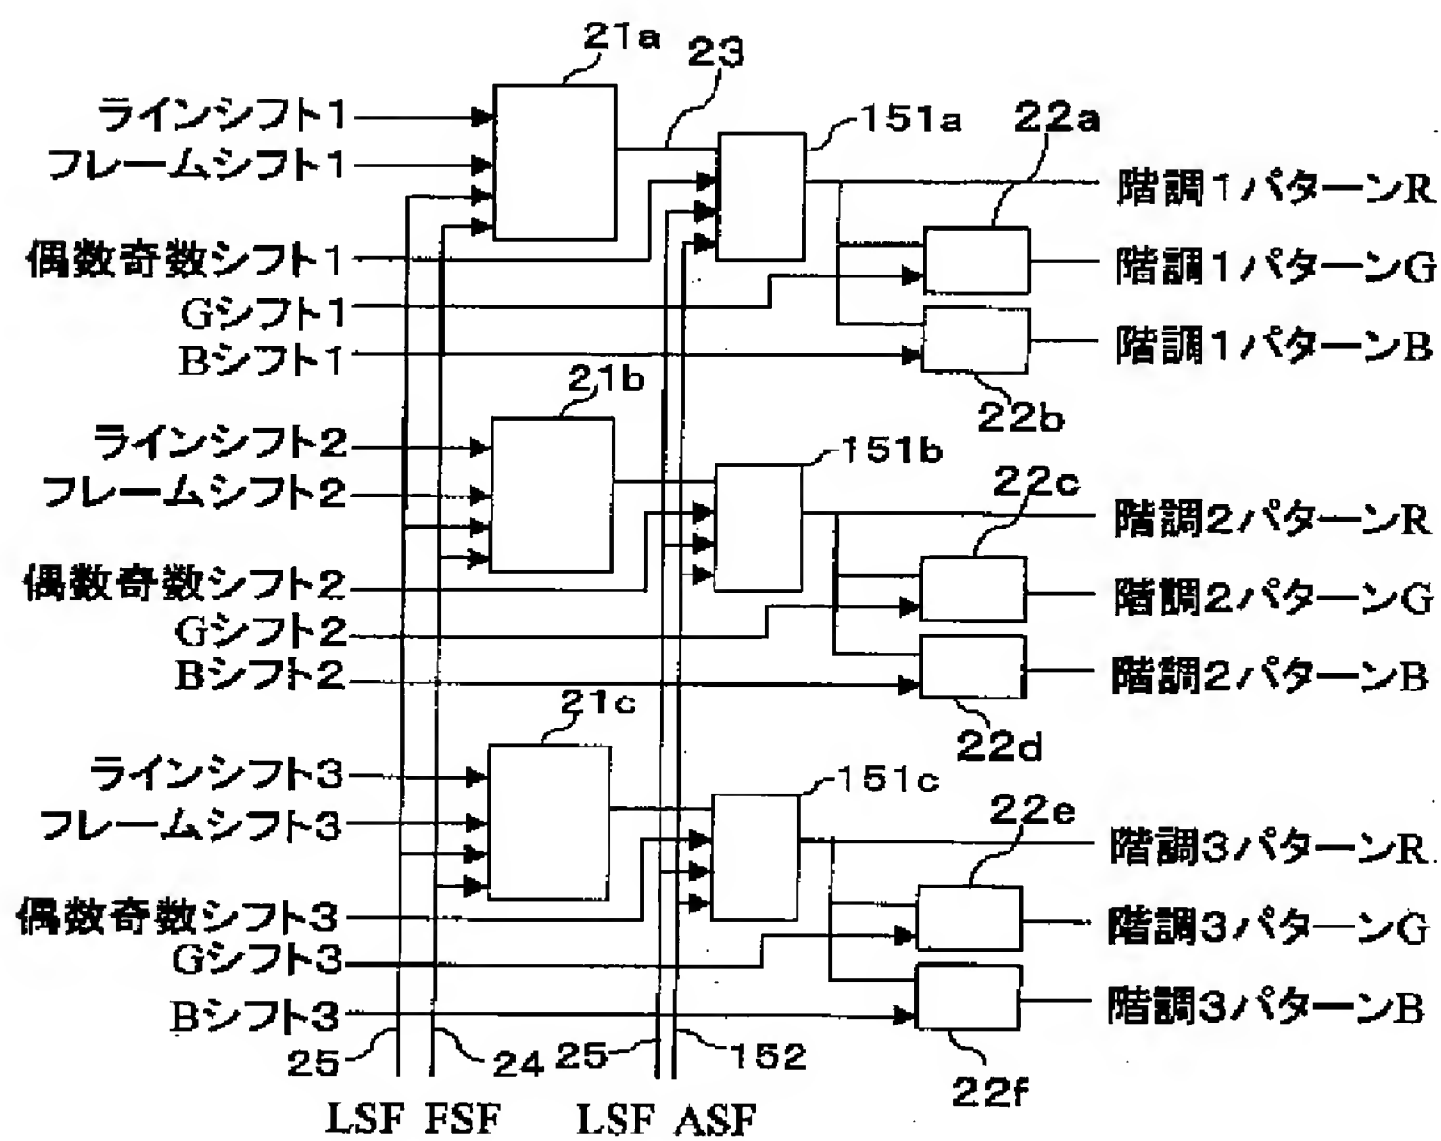 21a
23
ラインシフト1
151a
22a
フレームシフト1
階調1パターンR
偶数奇数シフト1
階調1パターンG
Gシフト1
Bシフト1
階調1パターンB
21b
22b
ラインシフト2
151b
フレームシフト2
22c
階調2パターンR
偶数奇数シフト2
階調2パターンG
Gシフト2
Bシフト2
階調2パターンB
21c
22d
ラインシフト3
151c
フレームシフト3
22e
階調3パターンR
偶数奇数シフト3
階調3パターンG
Gシフト3
Bシフト3
階調3パターンB
25
24
25
152
22f
LSF FSF
LSF ASF